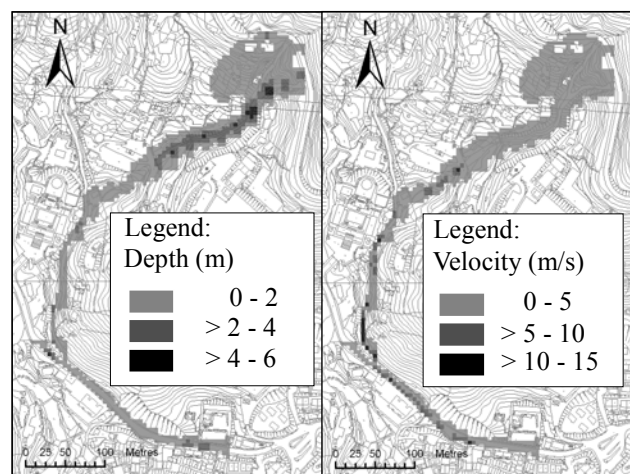 N
Legend:
Depth (m)
0 - 2
> 2 - 4
> 4 - 6
0 25 50 100 Metres
N
Legend:
Velocity (m/s)
0 - 5
> 5 - 10
> 10 - 15
0 25 50 100 Metres